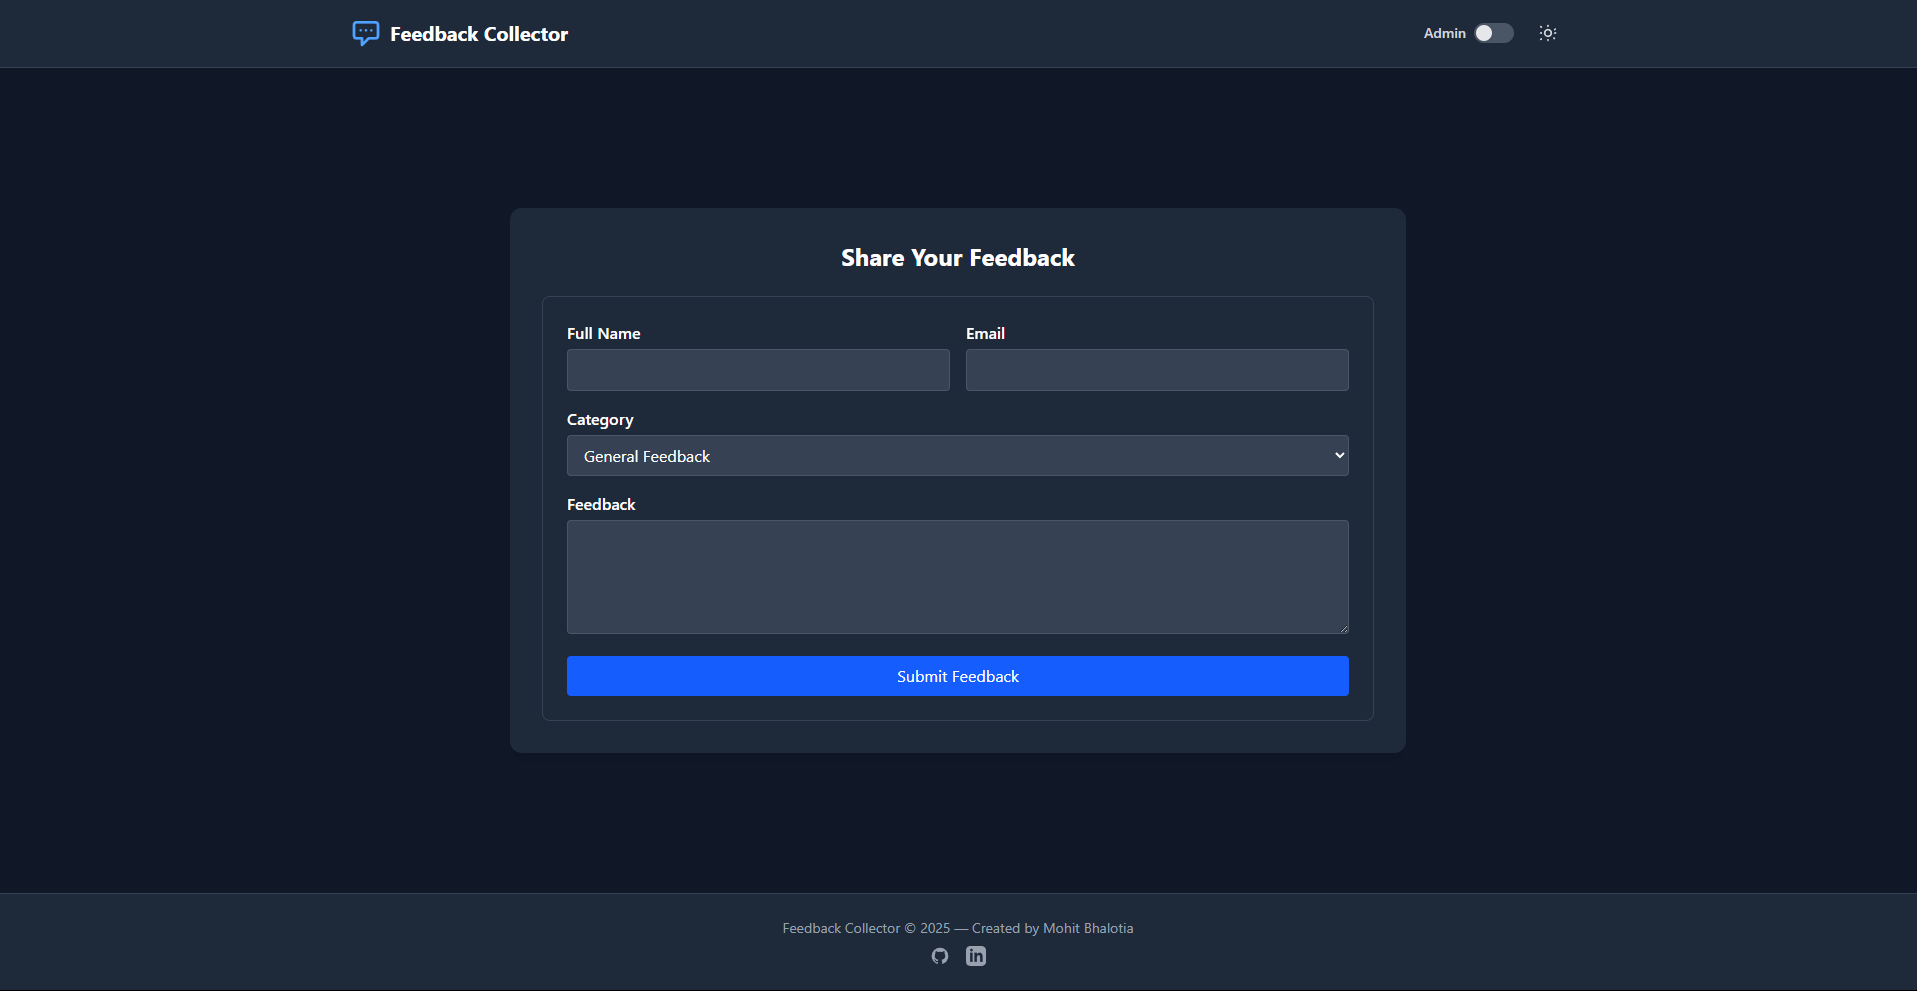 Feedback Collector
Admin
Share Your Feedback
Full Name
Email
Category
General Feedback
Feedback
Submit Feedback
Feedback Collector © 2025 — Created by Mohit Bhalotia
in